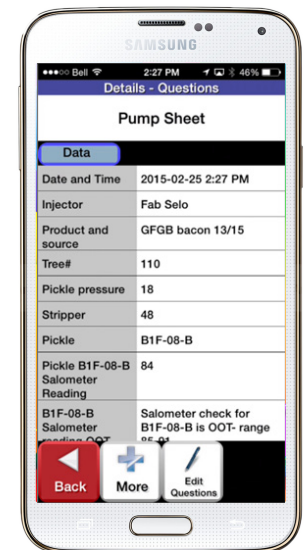 SAMSUNG
Bell 2:27 PM 46%
Details - Questions
Pump Sheet
Data
Date and Time 2015-02-25 2:27 PM
Injector Fab Selo
Product and GFGB bacon 13/15
source
Tree# 110
Pickle pressure 18
Stripper 48
Pickle B1F-08-B
Pickle B1F-08-B 84
Salometer
Reading
B1F-08-B Salometer check for
Salometer B1F-08-B is OOT- range
reading OOT 85-91
Back More Edit
Questions